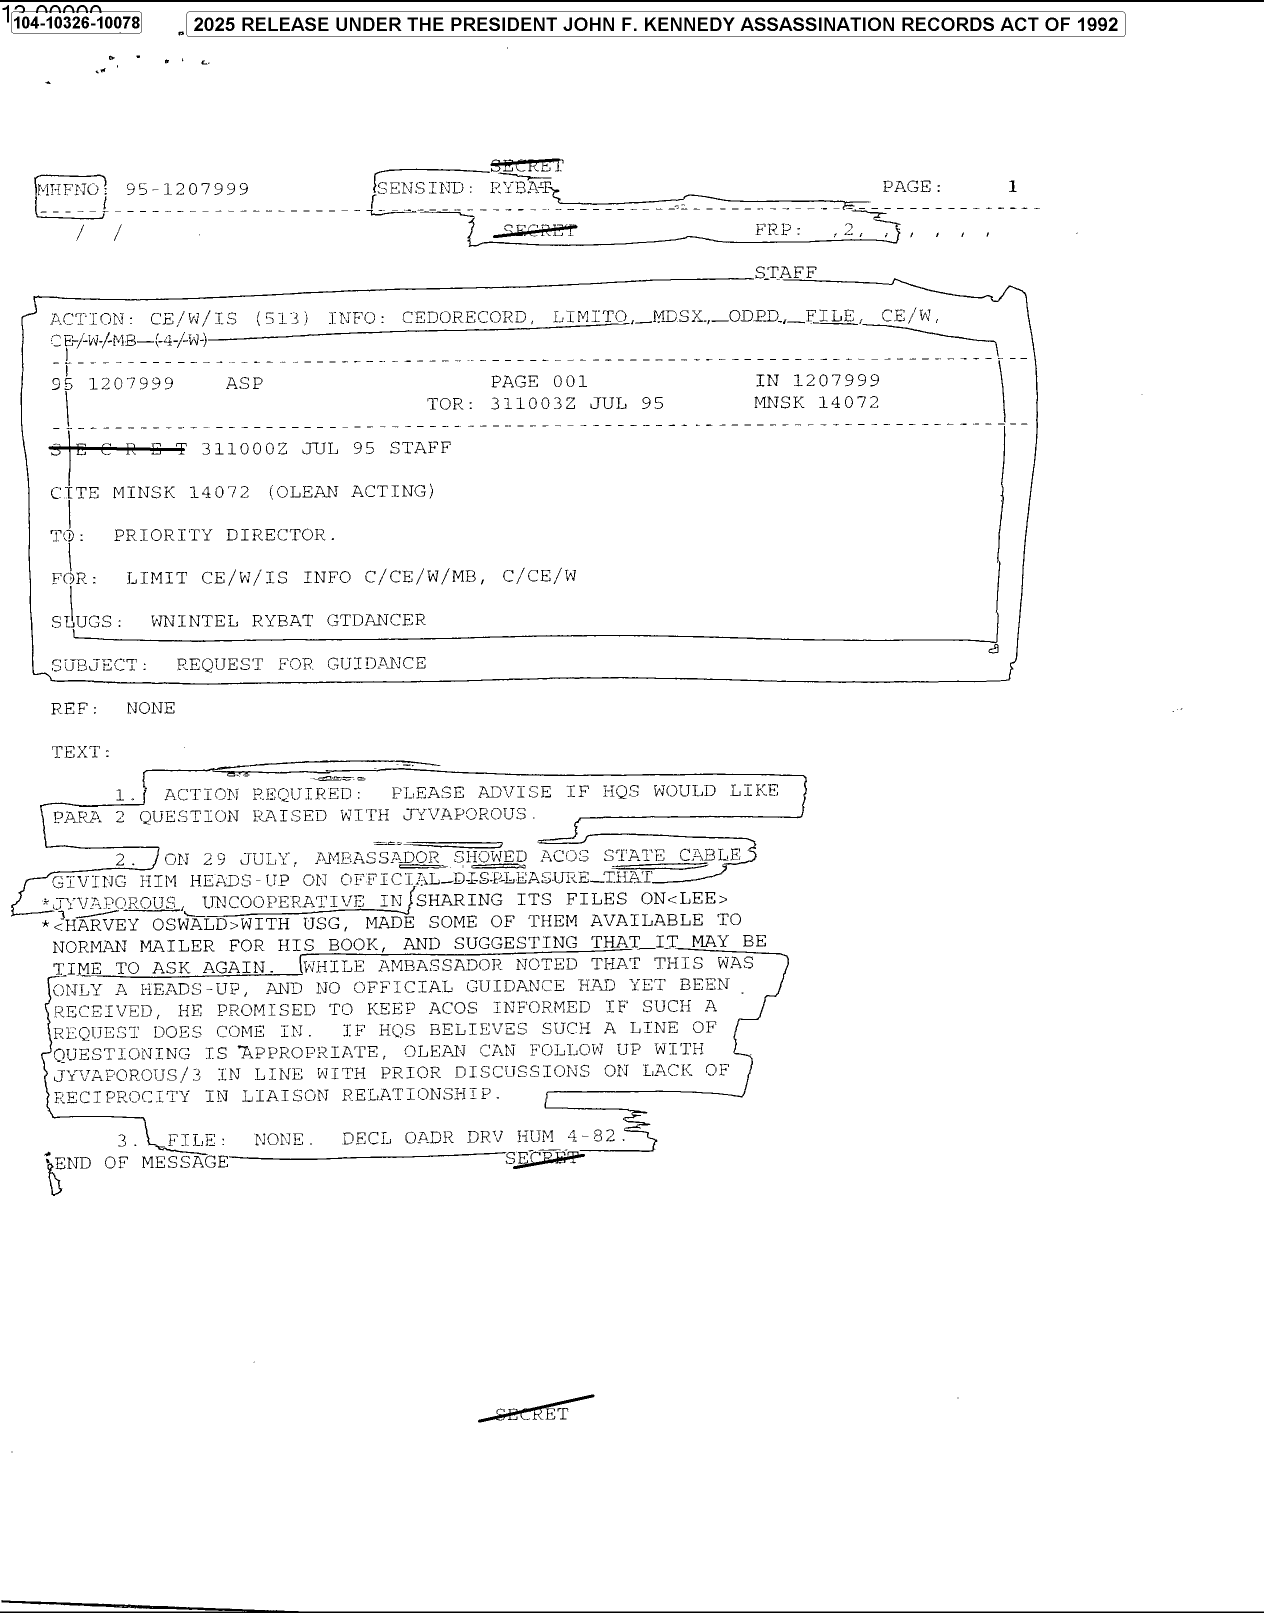 13-00000
104-10326-10078
2025 RELEASE UNDER THE PRESIDENT JOHN F. KENNEDY ASSASSINATION RECORDS ACT OF 1992
SECRET
MHFNO: 95-1207999 SENSIND: RYBAT PAGE: 1
/ / SECRET FRP: ,2, , , , , ,
STAFF
ACTION: CE/W/IS (513) INFO: CEDORECORD, LIMITO, MDSX, ODPD, FILE, CE/W,
CE/W/MB (4/W)
95 1207999 ASP PAGE 001 IN 1207999
TOR: 311003Z JUL 95 MNSK 14072
S E C R E T 311000Z JUL 95 STAFF
CITE MINSK 14072 (OLEAN ACTING)
TO: PRIORITY DIRECTOR.
FOR: LIMIT CE/W/IS INFO C/CE/W/MB, C/CE/W
SLUGS: WNINTEL RYBAT GTDANCER
SUBJECT: REQUEST FOR GUIDANCE
REF: NONE
TEXT:
1. ACTION REQUIRED: PLEASE ADVISE IF HQS WOULD LIKE
PARA 2 QUESTION RAISED WITH JYVAPOROUS.
2. ON 29 JULY, AMBASSADOR SHOWED ACOS STATE CABLE
GIVING HIM HEADS-UP ON OFFICIAL DISPLEASURE THAT
*JYVAPOROUS, UNCOOPERATIVE IN SHARING ITS FILES ON<LEE>
*<HARVEY OSWALD>WITH USG, MADE SOME OF THEM AVAILABLE TO
NORMAN MAILER FOR HIS BOOK, AND SUGGESTING THAT IT MAY BE
TIME TO ASK AGAIN. WHILE AMBASSADOR NOTED THAT THIS WAS
ONLY A HEADS-UP, AND NO OFFICIAL GUIDANCE HAD YET BEEN
RECEIVED, HE PROMISED TO KEEP ACOS INFORMED IF SUCH A
REQUEST DOES COME IN. IF HQS BELIEVES SUCH A LINE OF
QUESTIONING IS APPROPRIATE, OLEAN CAN FOLLOW UP WITH
JYVAPOROUS/3 IN LINE WITH PRIOR DISCUSSIONS ON LACK OF
RECIPROCITY IN LIAISON RELATIONSHIP.
3. FILE: NONE. DECL OADR DRV HUM 4-82.
END OF MESSAGE SECRET
SECRET